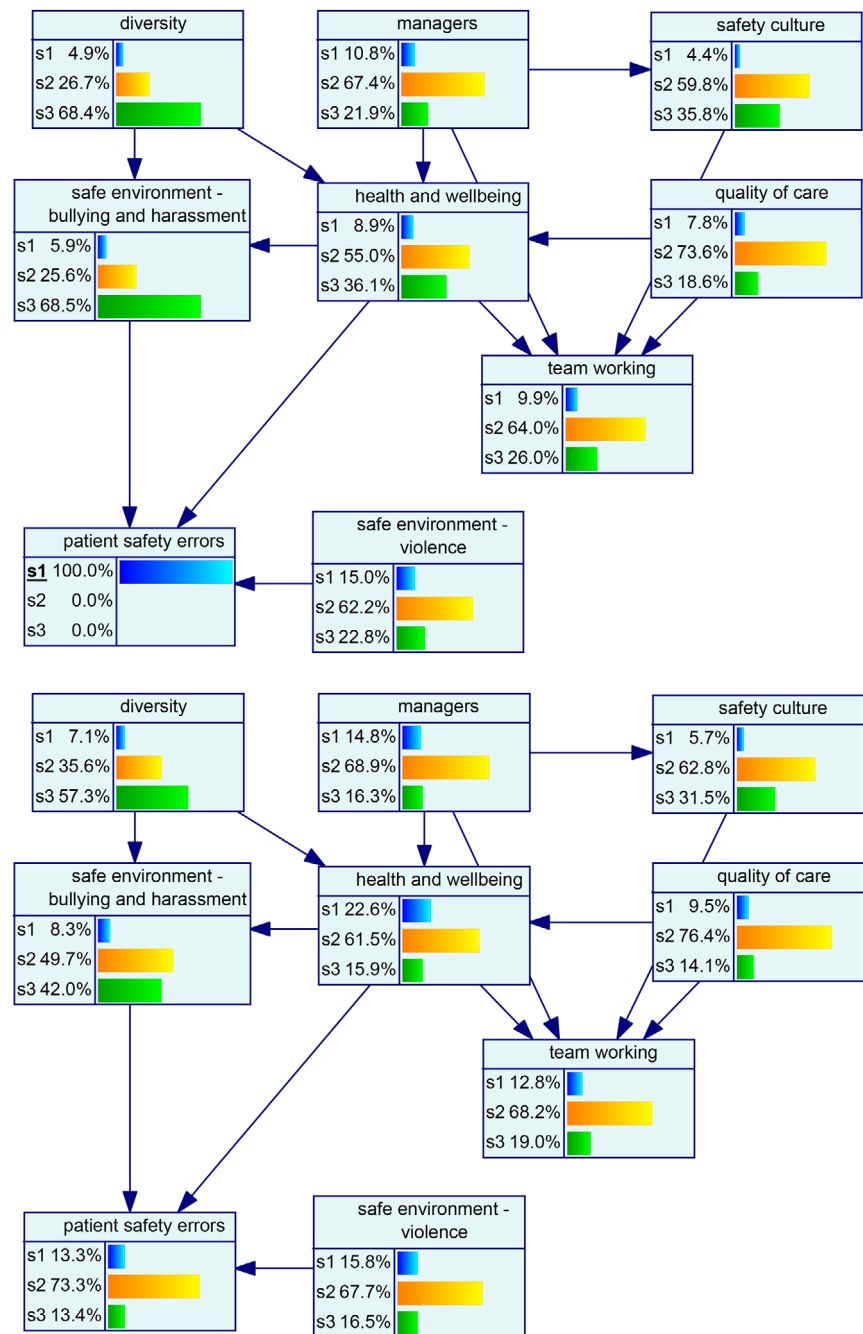 diversity
s1 4.9%
s2 26.7%
s3 68.4%
managers
s1 10.8%
s2 67.4%
s3 21.9%
safety culture
s1 4.4%
s2 59.8%
s3 35.8%
safe environment -
bullying and harassment
s1 5.9%
s2 25.6%
s3 68.5%
health and wellbeing
s1 8.9%
s2 55.0%
s3 36.1%
quality of care
s1 7.8%
s2 73.6%
s3 18.6%
team working
s1 9.9%
s2 64.0%
s3 26.0%
patient safety errors
s1 100.0%
s2 0.0%
s3 0.0%
safe environment -
violence
s1 15.0%
s2 62.2%
s3 22.8%
diversity
s1 7.1%
s2 35.6%
s3 57.3%
managers
s1 14.8%
s2 68.9%
s3 16.3%
safety culture
s1 5.7%
s2 62.8%
s3 31.5%
safe environment -
bullying and harassment
s1 8.3%
s2 49.7%
s3 42.0%
health and wellbeing
s1 22.6%
s2 61.5%
s3 15.9%
quality of care
s1 9.5%
s2 76.4%
s3 14.1%
team working
s1 12.8%
s2 68.2%
s3 19.0%
patient safety errors
s1 13.3%
s2 73.3%
s3 13.4%
safe environment -
violence
s1 15.8%
s2 67.7%
s3 16.5%